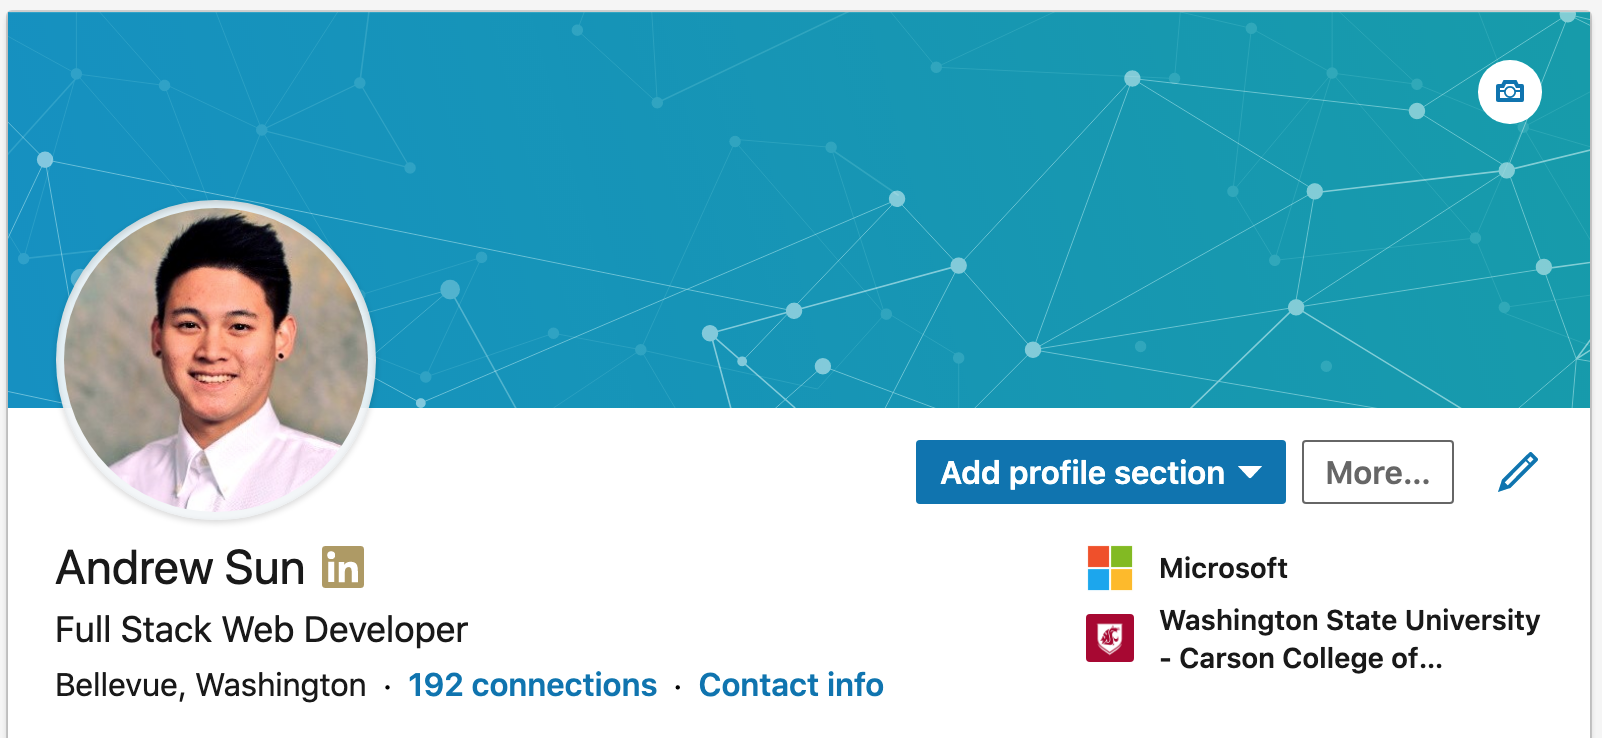 Add profile section
More...
Andrew Sun in
Full Stack Web Developer
Bellevue, Washington · 192 connections · Contact info
Microsoft
Washington State University
- Carson College of...